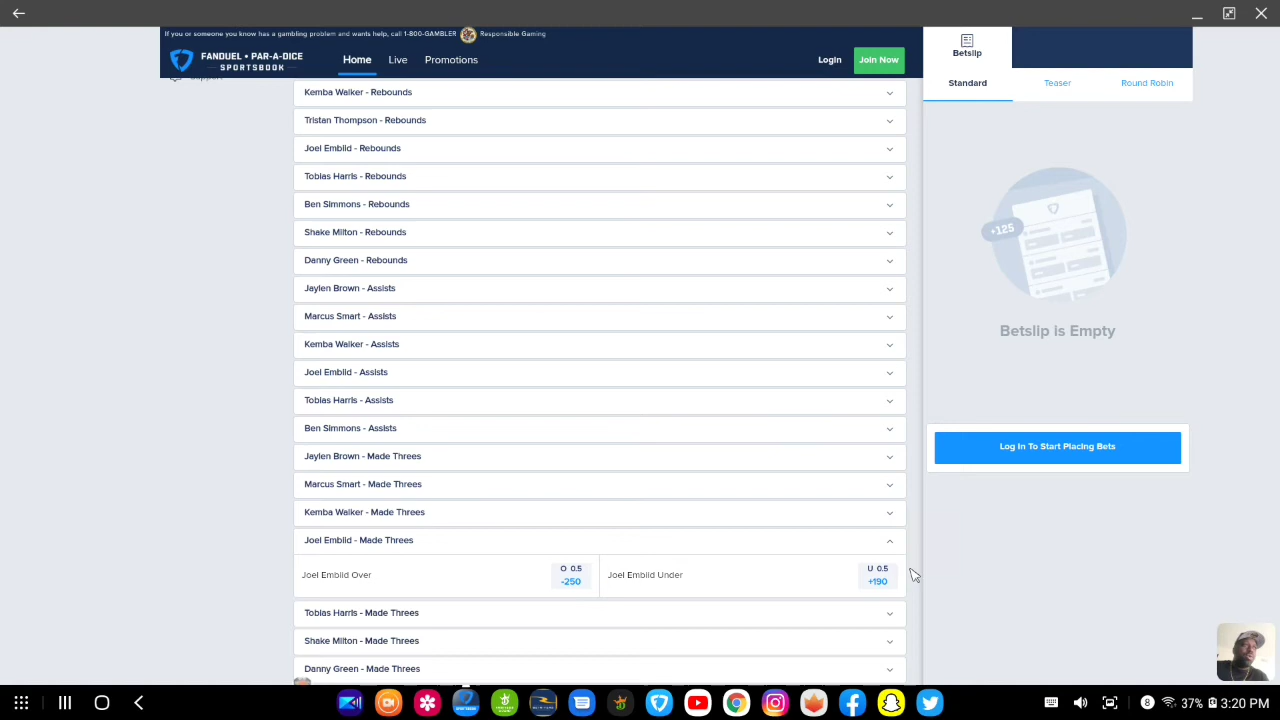 If you or someone you know has a gambling problem and wants help, call 1-800-GAMBLER Responsible Gaming
FANDUEL • PAR-A-DICE
SPORTSBOOK
Home Live Promotions
Login Join Now
Support
Kemba Walker - Rebounds
Tristan Thompson - Rebounds
Joel Embiid - Rebounds
Tobias Harris - Rebounds
Ben Simmons - Rebounds
Shake Milton - Rebounds
Danny Green - Rebounds
Jaylen Brown - Assists
Marcus Smart - Assists
Kemba Walker - Assists
Joel Embiid - Assists
Tobias Harris - Assists
Ben Simmons - Assists
Jaylen Brown - Made Threes
Marcus Smart - Made Threes
Kemba Walker - Made Threes
Joel Embiid - Made Threes
Joel Embiid Over O 0.5 -250
Joel Embiid Under U 0.5 +190
Tobias Harris - Made Threes
Shake Milton - Made Threes
Danny Green - Made Threes
Betslip
Standard Teaser Round Robin
+125
Betslip is Empty
Log In To Start Placing Bets
8 37% 3:20 PM